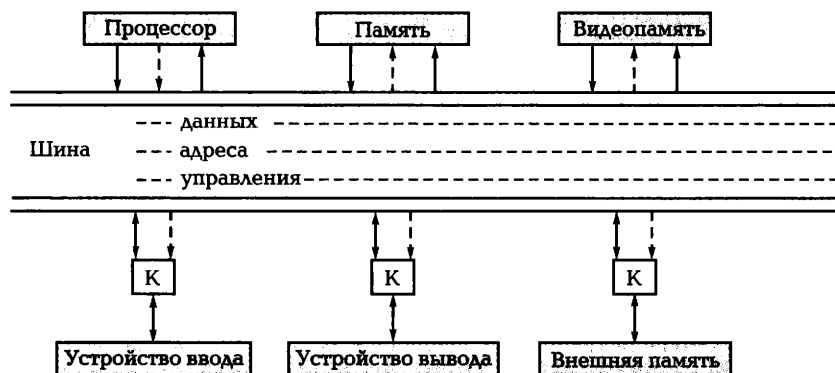 Процессор
Память
Видеопамять
данных
Шина
адреса
управления
К
К
К
Устройство ввода
Устройство вывода
Внешняя память